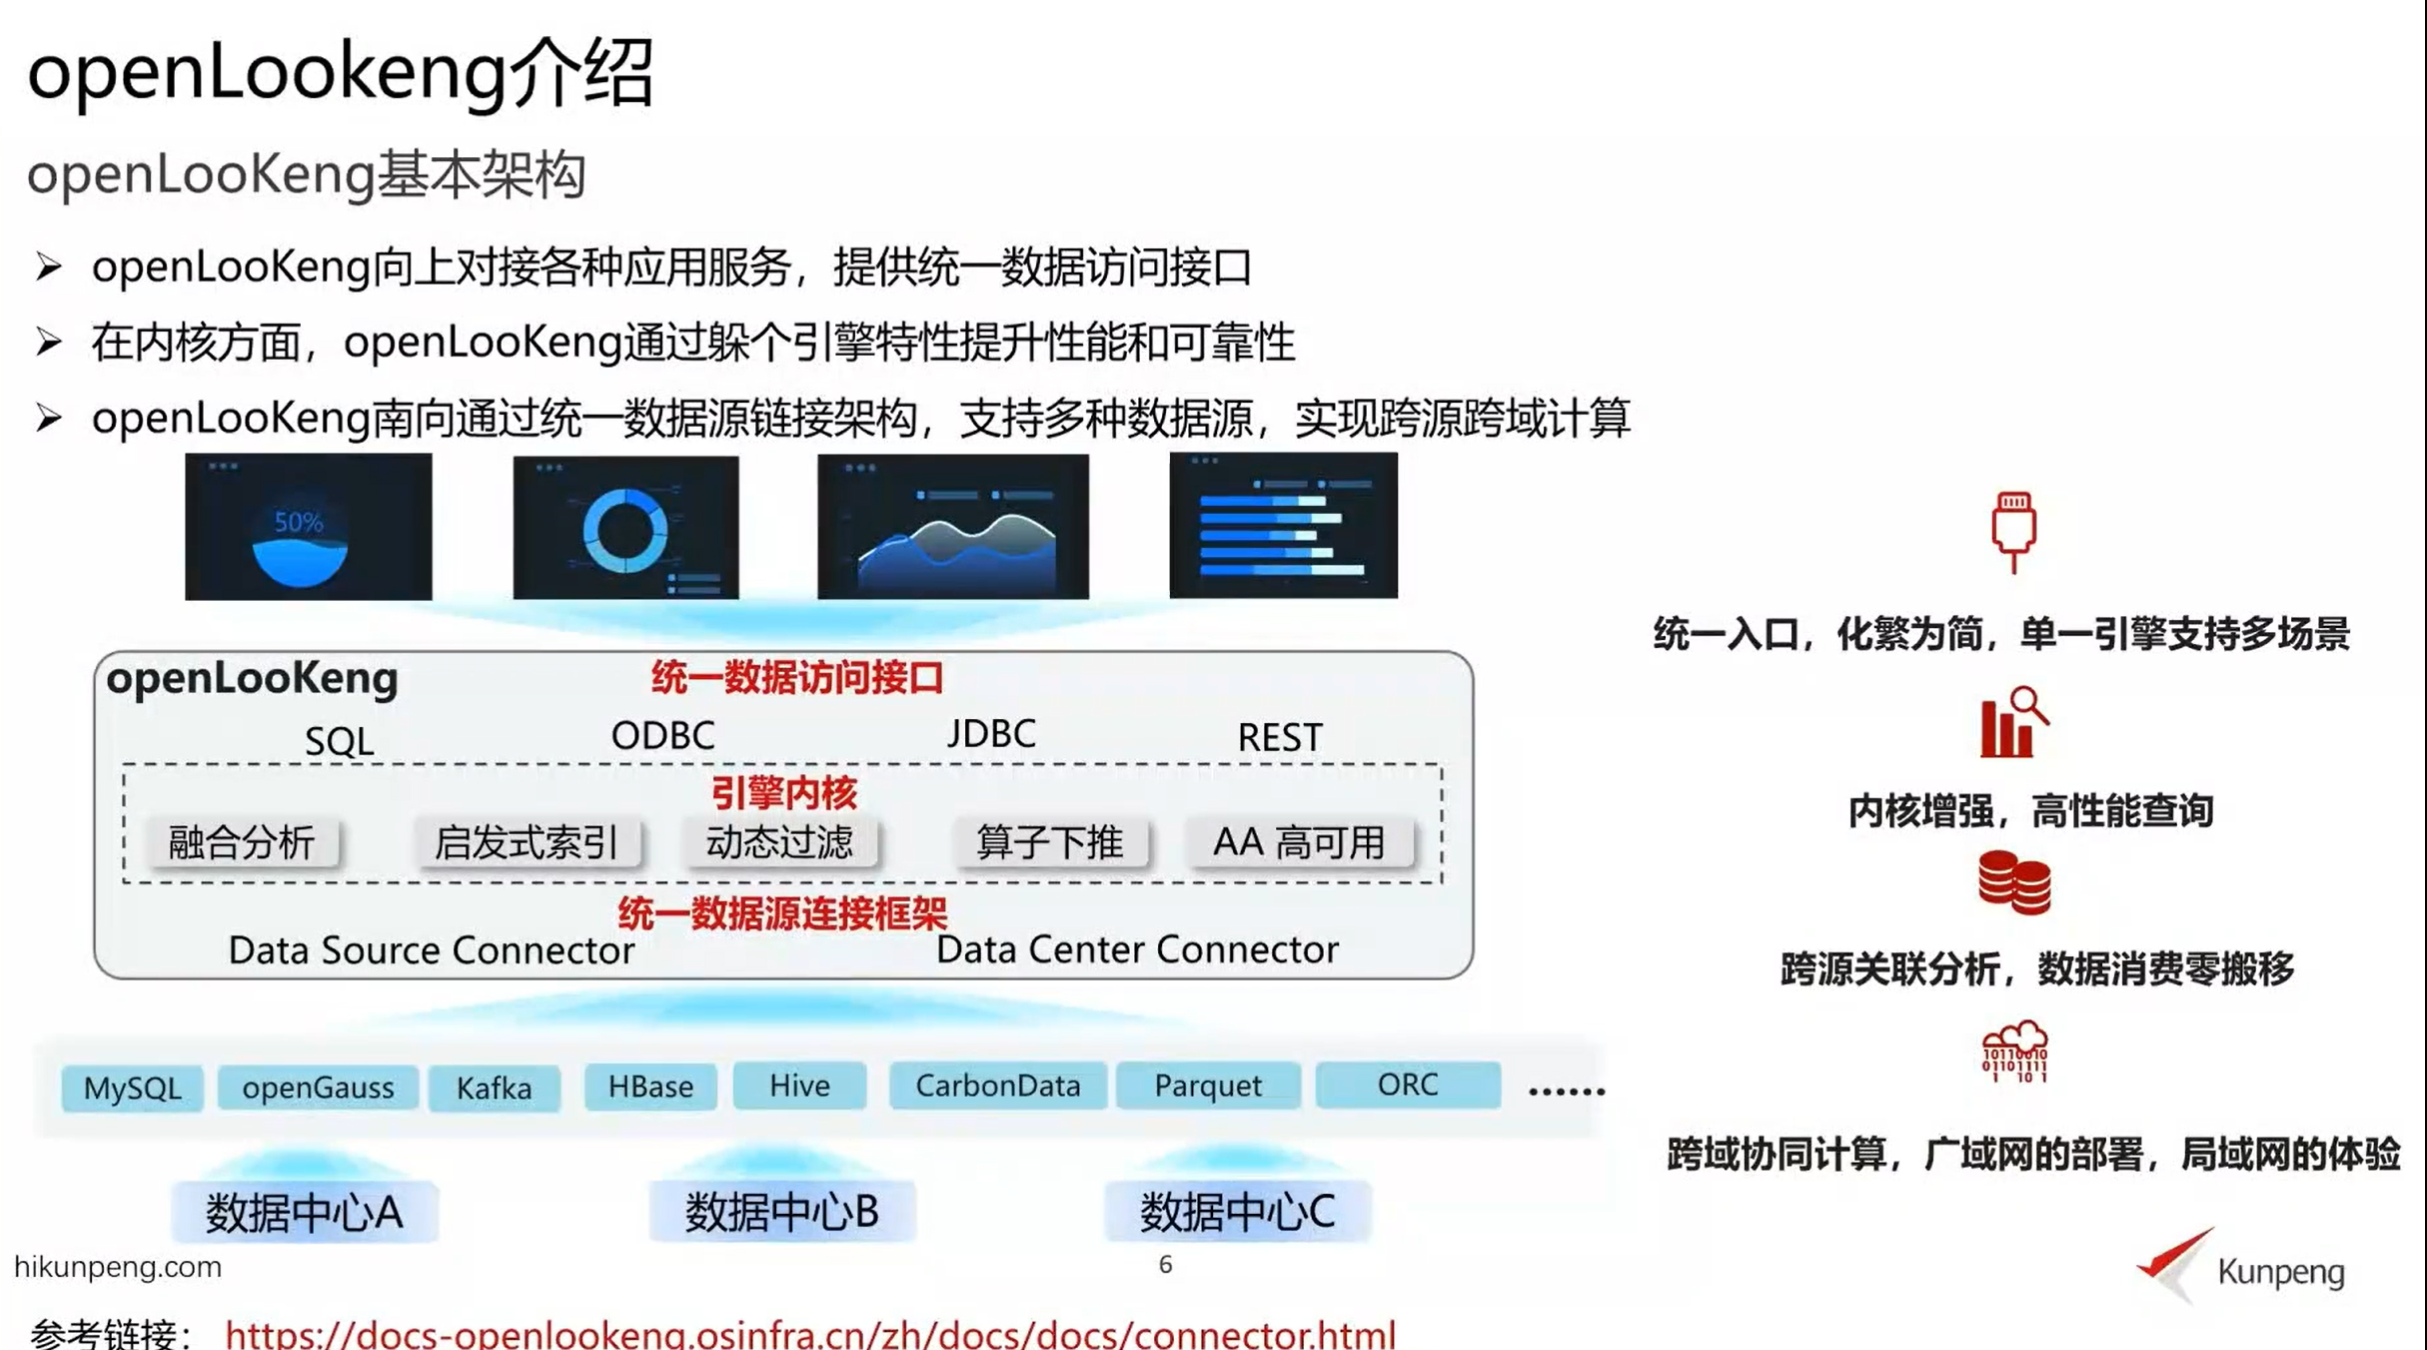 openLookeng介绍
openLooKeng基本架构
➢ openLooKeng向上对接各种应用服务，提供统一数据访问接口
➢ 在内核方面，openLooKeng通过躲个引擎特性提升性能和可靠性
➢ openLooKeng南向通过统一数据源链接架构，支持多种数据源，实现跨源跨域计算
50%
openLooKeng
统一数据访问接口
SQL ODBC JDBC REST
引擎内核
融合分析 启发式索引 动态过滤 算子下推 AA 高可用
统一数据源连接框架
Data Source Connector Data Center Connector
MySQL openGauss Kafka HBase Hive CarbonData Parquet ORC ......
数据中心A 数据中心B 数据中心C
统一入口，化繁为简，单一引擎支持多场景
内核增强，高性能查询
跨源关联分析，数据消费零搬移
10110010
01101111
1 10 1
跨域协同计算，广域网的部署，局域网的体验
hikunpeng.com
6
Kunpeng
参考链接： https://docs-openlookeng.osinfra.cn/zh/docs/docs/connector.html